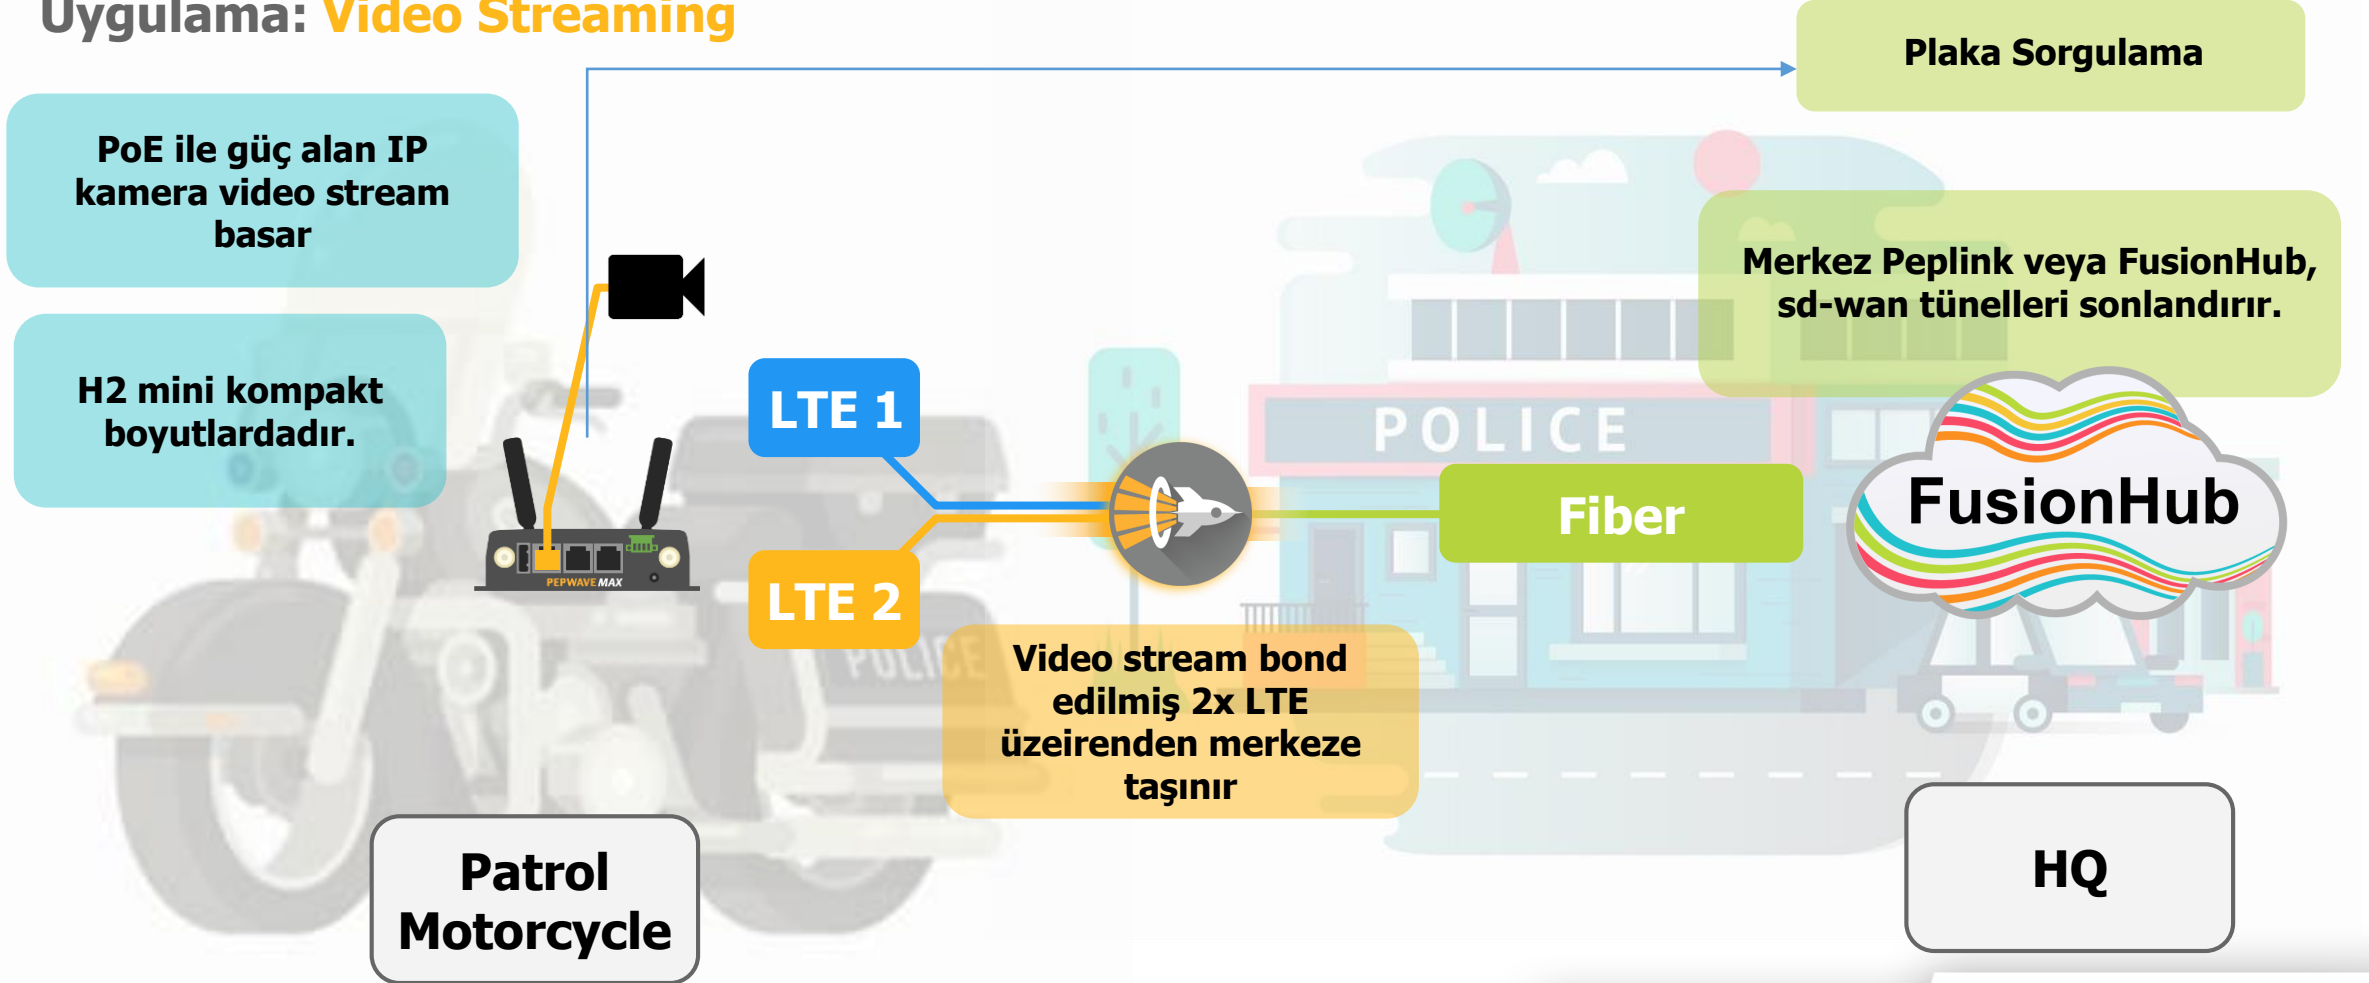 Uygulama: Video Streaming
Plaka Sorgulama
PoE ile güç alan IP
kamera video stream
basar
Merkez Peplink veya FusionHub,
sd-wan tünelleri sonlandırır.
H2 mini kompakt
boyutlardadır.
LTE 1
POLICE
FusionHub
Fiber
PEPWAVE MAX
LTE 2
POLICE
Video stream bond
edilmiş 2x LTE
üzeirenden merkeze
taşınır
Patrol
Motorcycle
HQ